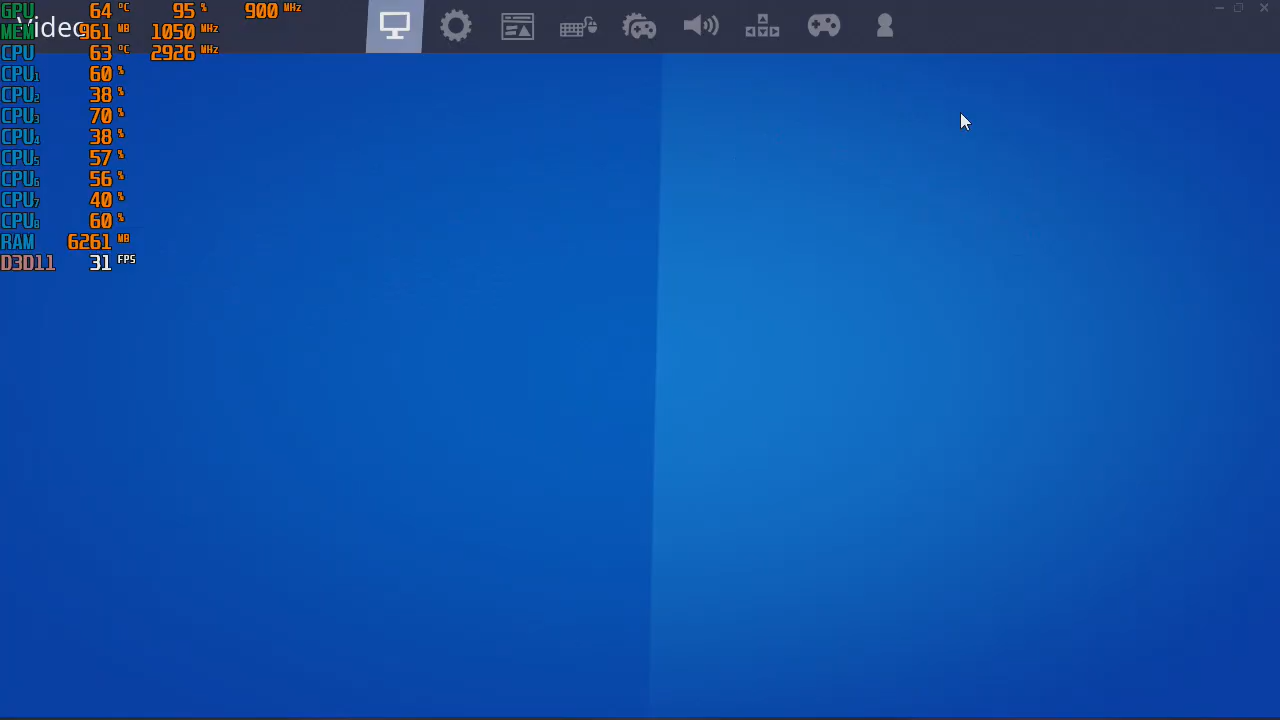 GPU 64 °C 95 % 900 MHz
Video
MEM 961 MB 1050 MHz
CPU 63 °C 2926 MHz
CPU1 60 %
CPU2 38 %
CPU3 70 %
CPU4 38 %
CPU5 57 %
CPU6 56 %
CPU7 40 %
CPU8 60 %
RAM 6261 MB
D3D11 31 FPS